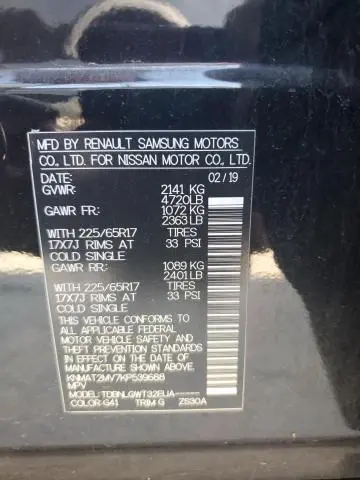 MFD BY RENAULT SAMSUNG MOTORS
CO., LTD. FOR NISSAN MOTOR CO., LTD.
DATE: 02/19
GVWR: 2141 KG
4720LB
GAWR FR: 1072 KG
2363LB
WITH 225/65R17 TIRES
17X7J RIMS AT 33 PSI
COLD SINGLE
GAWR RR: 1089 KG
2401LB
WITH 225/65R17 TIRES
17X7J RIMS AT 33 PSI
COLD SINGLE
THIS VEHICLE CONFORMS TO ALL
APPLICABLE FEDERAL MOTOR VEHICLE
SAFETY, BUMPER, AND
THEFT PREVENTION STANDARDS
IN EFFECT ON THE DATE OF
MANUFACTURE SHOWN ABOVE.
KNMAT2MV7KP539668
MPV
MODEL: TDBNLGWT32EUA
COLOR G41 TRIM G ZS30A